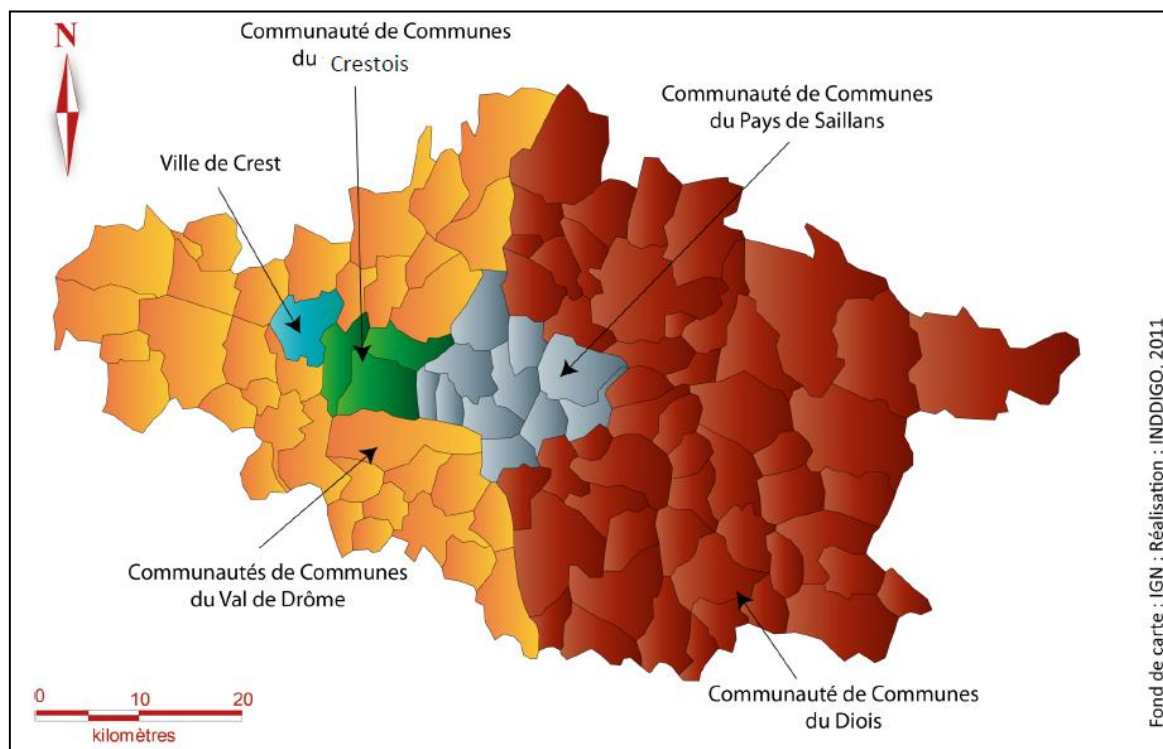 N
Communauté de Communes
du Crestois
Communauté de Communes
du Pays de Saillans
Ville de Crest
Communautés de Communes
du Val de Drôme
Communauté de Communes
du Diois
0 10 20
kilomètres
Fond de carte : IGN ; Réalisation : INDDIGO, 2011